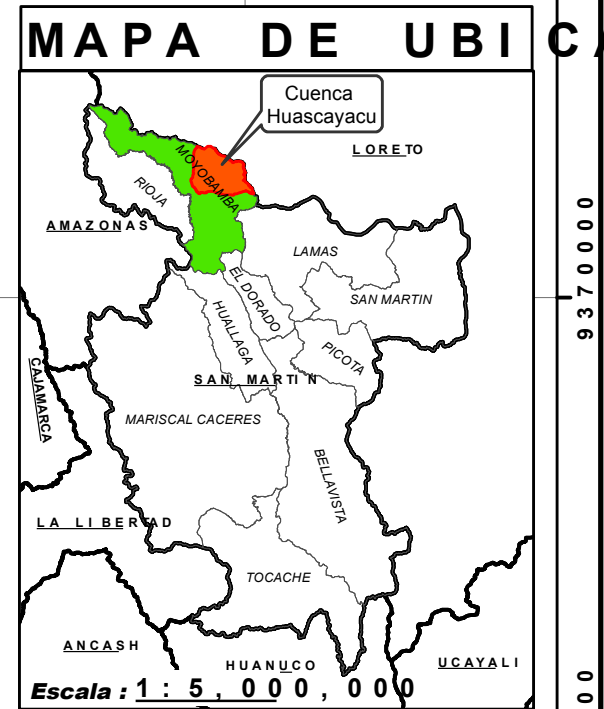 MAPA DE UBICA
Cuenca
Huascayacu
LORETO
MOYOBAMBA
RIOJA
AMAZONAS
LAMAS
EL DORADO
SAN MARTIN
HUALLAGA
PICOTA
9370000
SAN MARTIN
CAJAMARCA
MARISCAL CACERES
BELLAVISTA
LA LIBERTAD
TOCACHE
ANCASH
HUANUCO
UCAYALI
Escala : 1 : 5,000,000
00